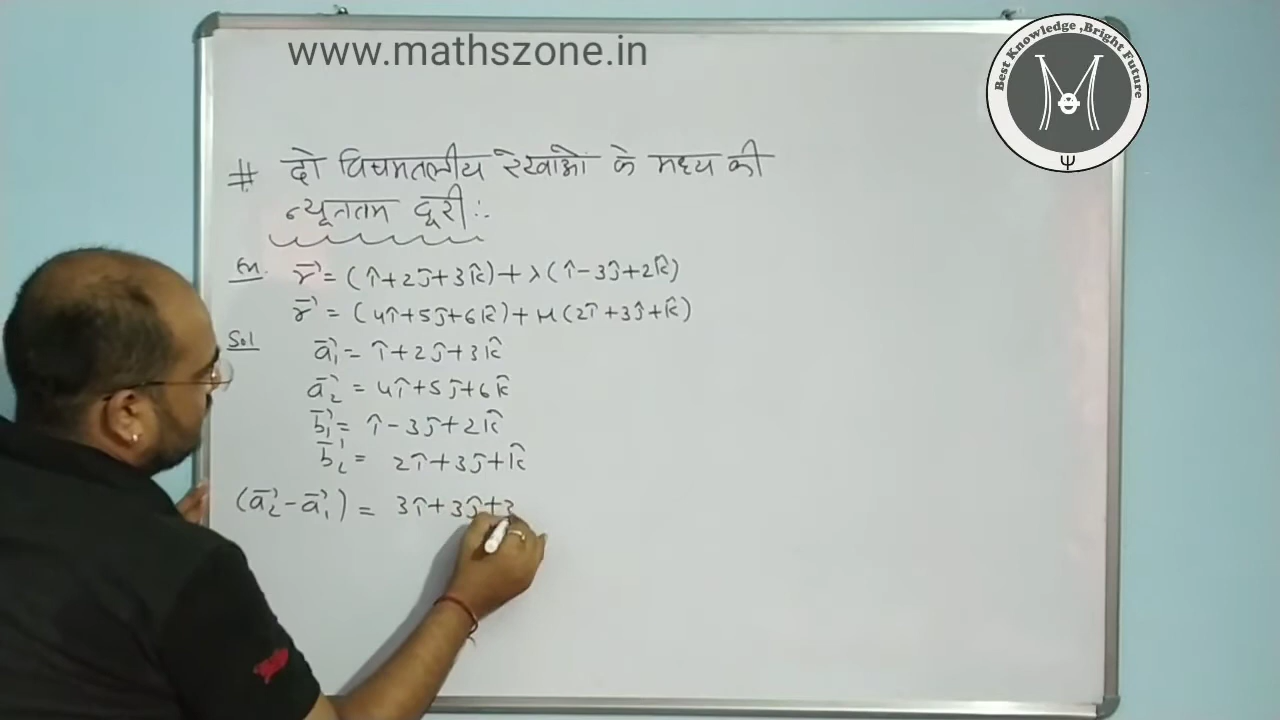 www.mathszone.in
Best Knowledge ,Bright Future
M
Ψ
# दो विषमतलीय रेखाओ के मध्य की
न्यूनतम दूरी :-
Ex. r⃗ = (î+2ĵ+3k̂)+λ(î-3ĵ+2k̂)
r⃗ = (4î+5ĵ+6k̂)+μ(2î+3ĵ+k̂)
Sol a⃗₁ = î+2ĵ+3k̂
a⃗₂ = 4î+5ĵ+6k̂
b⃗₁ = î-3ĵ+2k̂
b⃗₂ = 2î+3ĵ+k̂
(a⃗₂-a⃗₁) = 3î+3ĵ+3